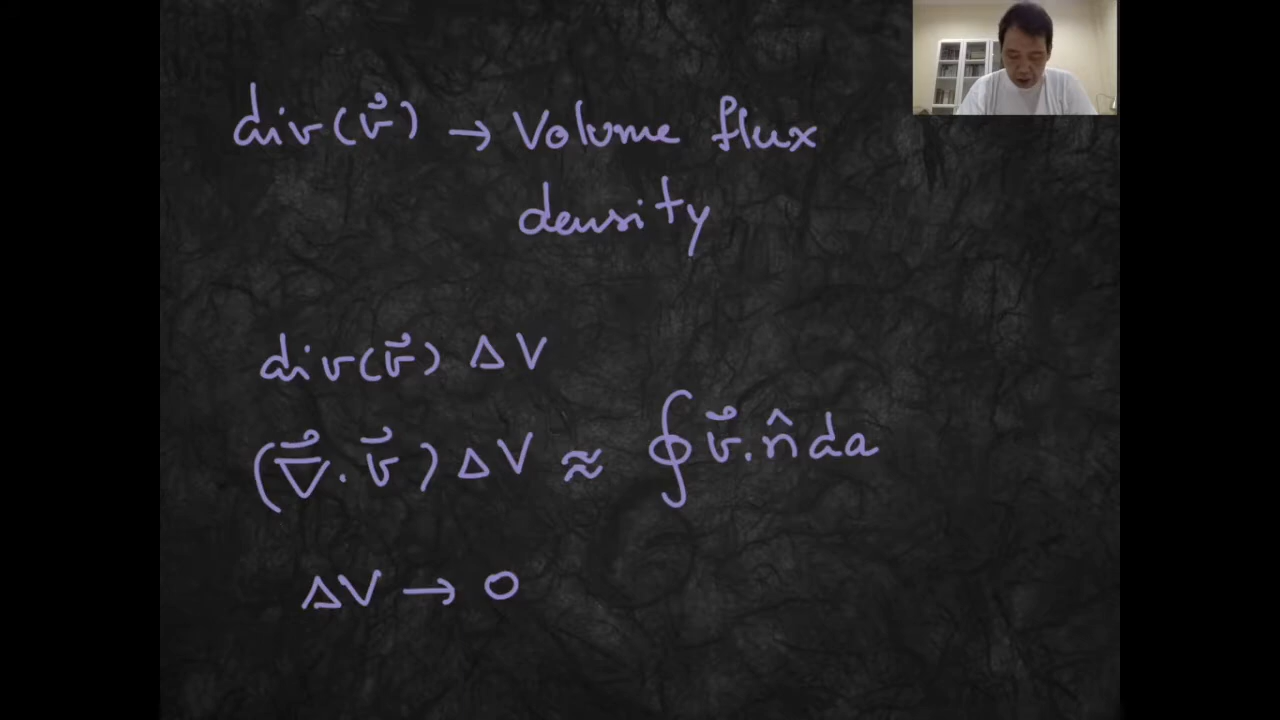 div(v⃗) → Volume flux
density
div(v⃗) ΔV
(∇⃗ · v⃗) ΔV ≈ ∮ v⃗ · n̂ da
ΔV → 0